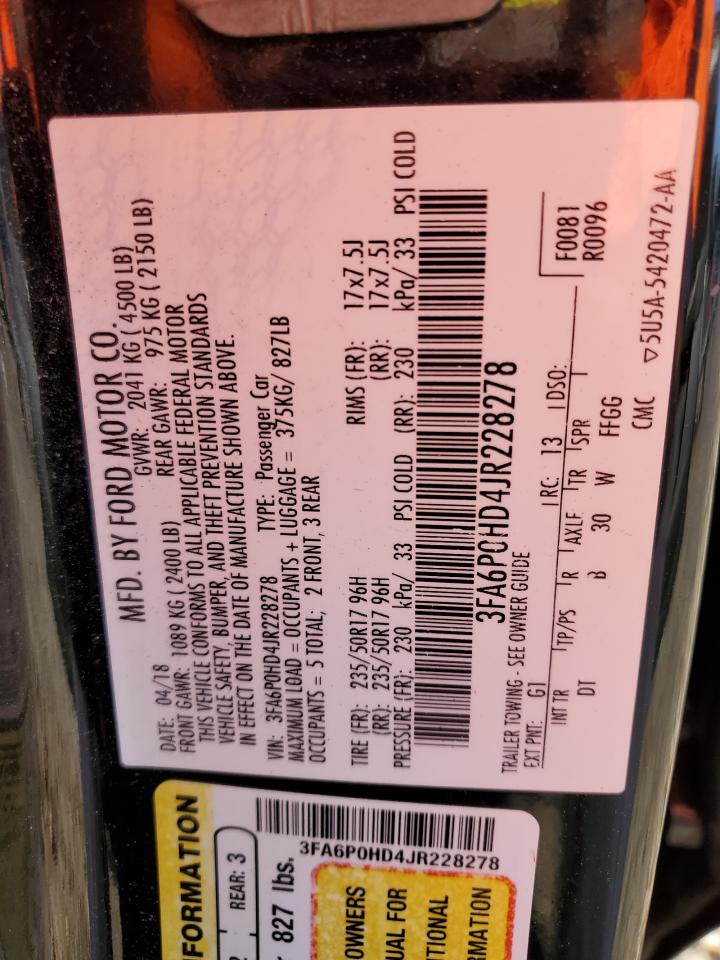 MFD. BY FORD MOTOR CO.
DATE: 04/18 GVWR: 2041 KG ( 4500 LB)
FRONT GAWR: 1089 KG ( 2400 LB) REAR GAWR: 975 KG ( 2150 LB)
THIS VEHICLE CONFORMS TO ALL APPLICABLE FEDERAL MOTOR
VEHICLE SAFETY, BUMPER, AND THEFT PREVENTION STANDARDS
IN EFFECT ON THE DATE OF MANUFACTURE SHOWN ABOVE.
VIN: 3FA6P0HD4JR228278 TYPE: Passenger Car
MAXIMUM LOAD = OCCUPANTS + LUGGAGE = 375KG/ 827LB
OCCUPANTS = 5 TOTAL; 2 FRONT, 3 REAR
TIRE (FR): 235/50R17 96H RIMS (FR): 17x7.5J
(RR): 235/50R17 96H (RR): 17x7.5J
PRESSURE (FR): 230 kPa/ 33 PSI COLD (RR): 230 kPa/ 33 PSI COLD
3FA6P0HD4JR228278
TRAILER TOWING - SEE OWNER GUIDE
F0081
R0096
EXT PNT: G1 RC: 13 DSO:
INT TR TP/PS R AXLE TR SPR
DT B 30 W FFGG
CMC ▽5U5A-5420472-AA
NFORMATION
REAR: 3
827 lbs.
3FA6P0HD4JR228278
OWNERS
UAL FOR
ITIONAL
RMATION